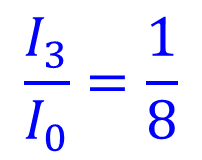 I₃/I₀ = 1/8